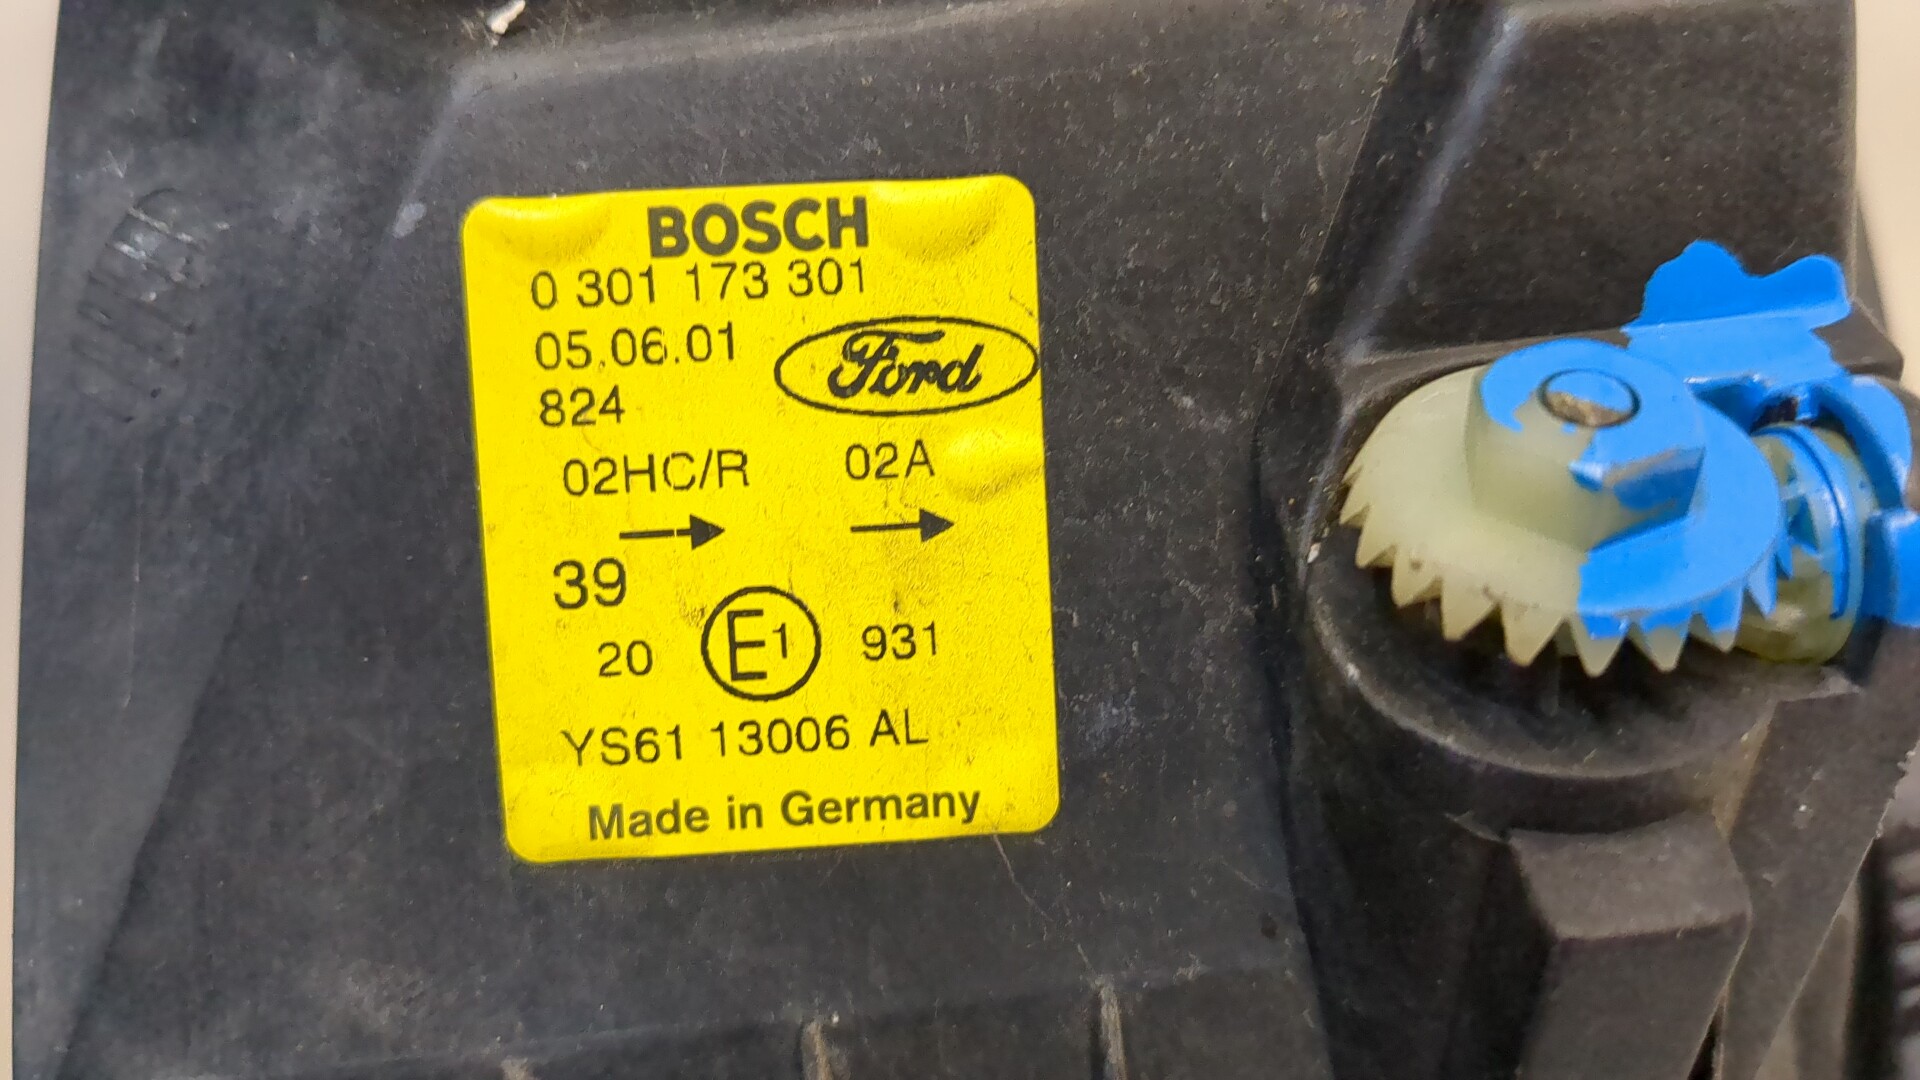 BOSCH
0 301 173 301
05.06.01
Ford
824
02HC/R 02A
39
20 E1 931
YS61 13006 AL
Made in Germany